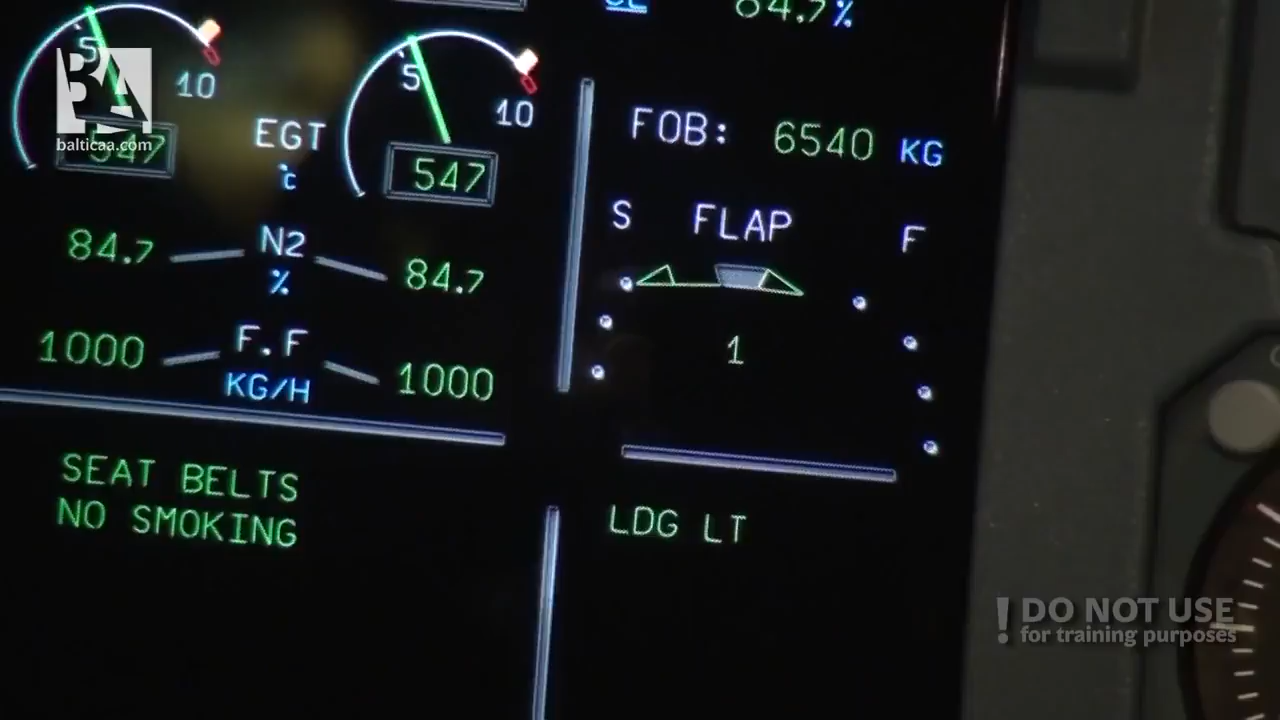 84.7%
5
10
5
10
BA
balticaa.com
547
EGT
°c
547
FOB: 6540 KG
S FLAP F
84.7 N2 84.7
%
1
1000 F.F 1000
KG/H
SEAT BELTS
NO SMOKING
LDG LT
! DO NOT USE
for training purposes